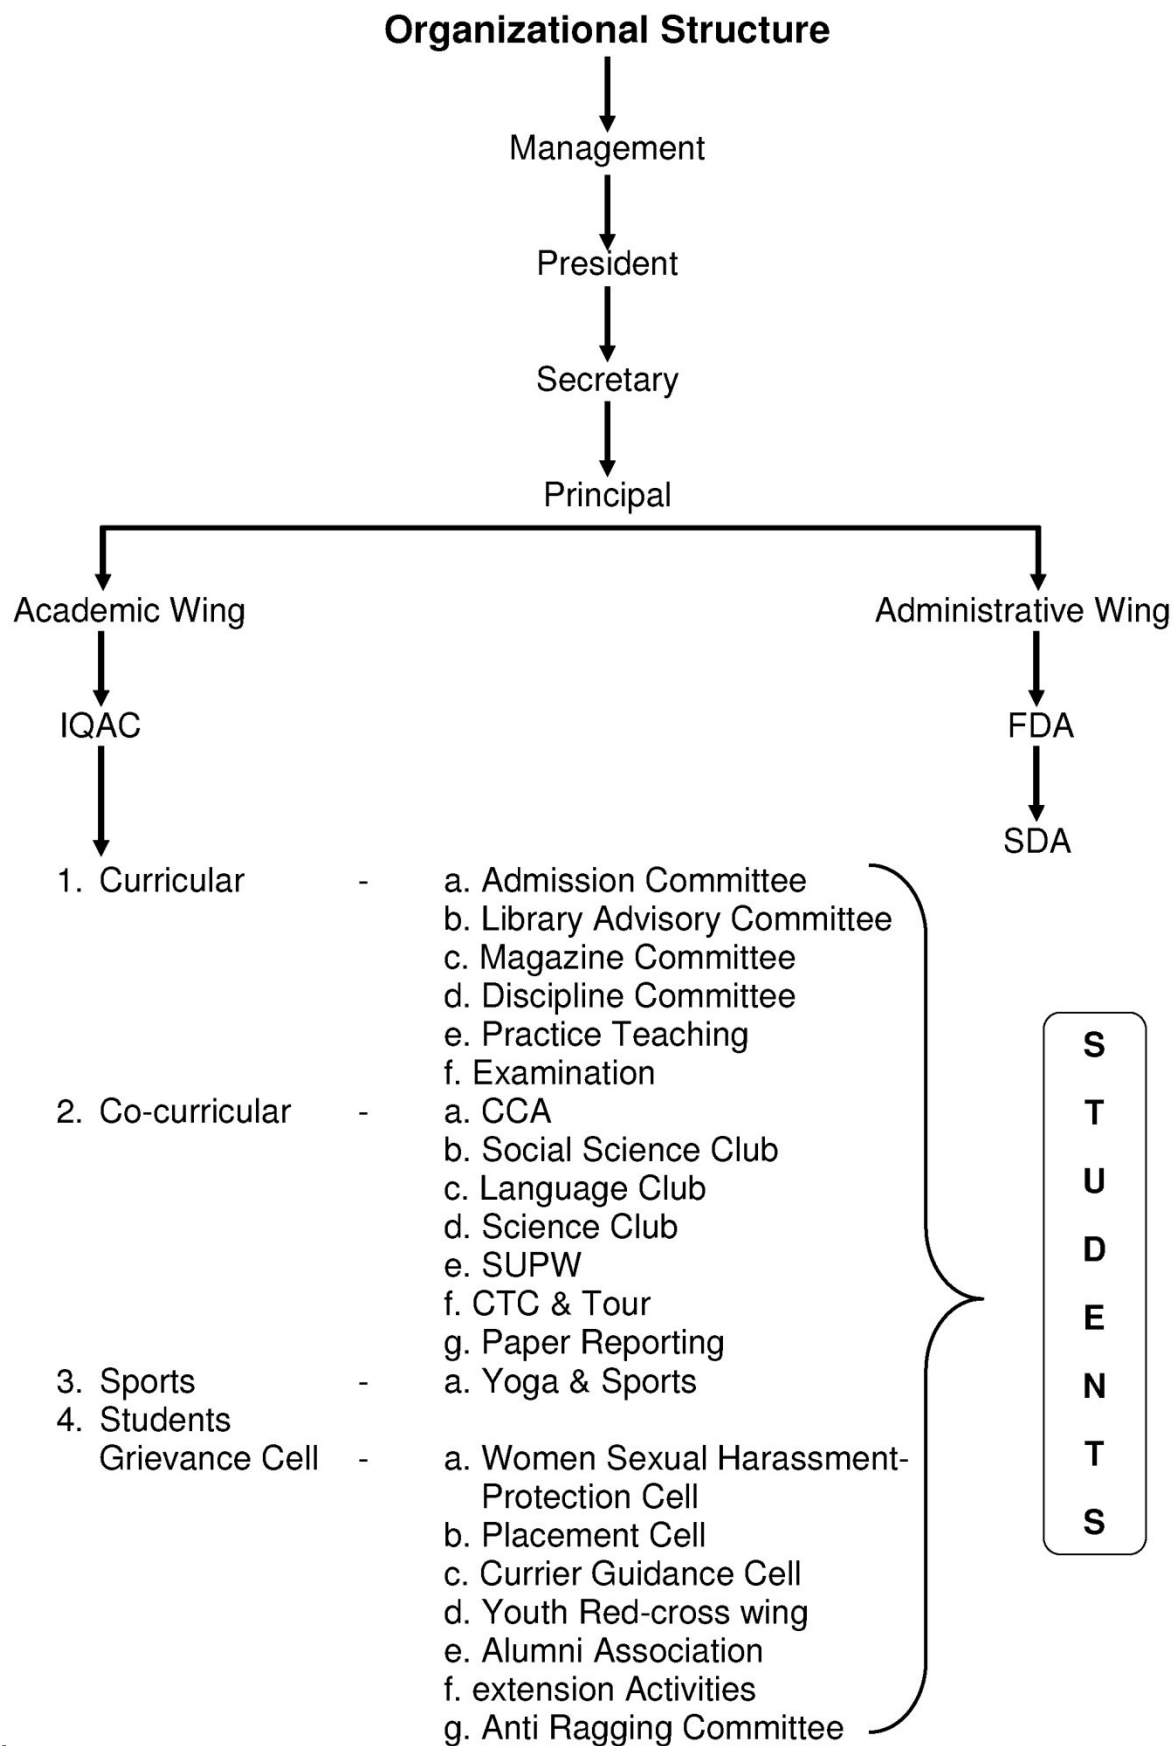 Organizational Structure
Management
President
Secretary
Principal
Academic Wing Administrative Wing
IQAC FDA
SDA
1. Curricular - a. Admission Committee
b. Library Advisory Committee
c. Magazine Committee
d. Discipline Committee
e. Practice Teaching
f. Examination
2. Co-curricular - a. CCA
b. Social Science Club
c. Language Club
d. Science Club
e. SUPW
f. CTC & Tour
g. Paper Reporting
3. Sports - a. Yoga & Sports
4. Students
Grievance Cell - a. Women Sexual Harassment-
Protection Cell
b. Placement Cell
c. Currier Guidance Cell
d. Youth Red-cross wing
e. Alumni Association
f. extension Activities
g. Anti Ragging Committee
S
T
U
D
E
N
T
S